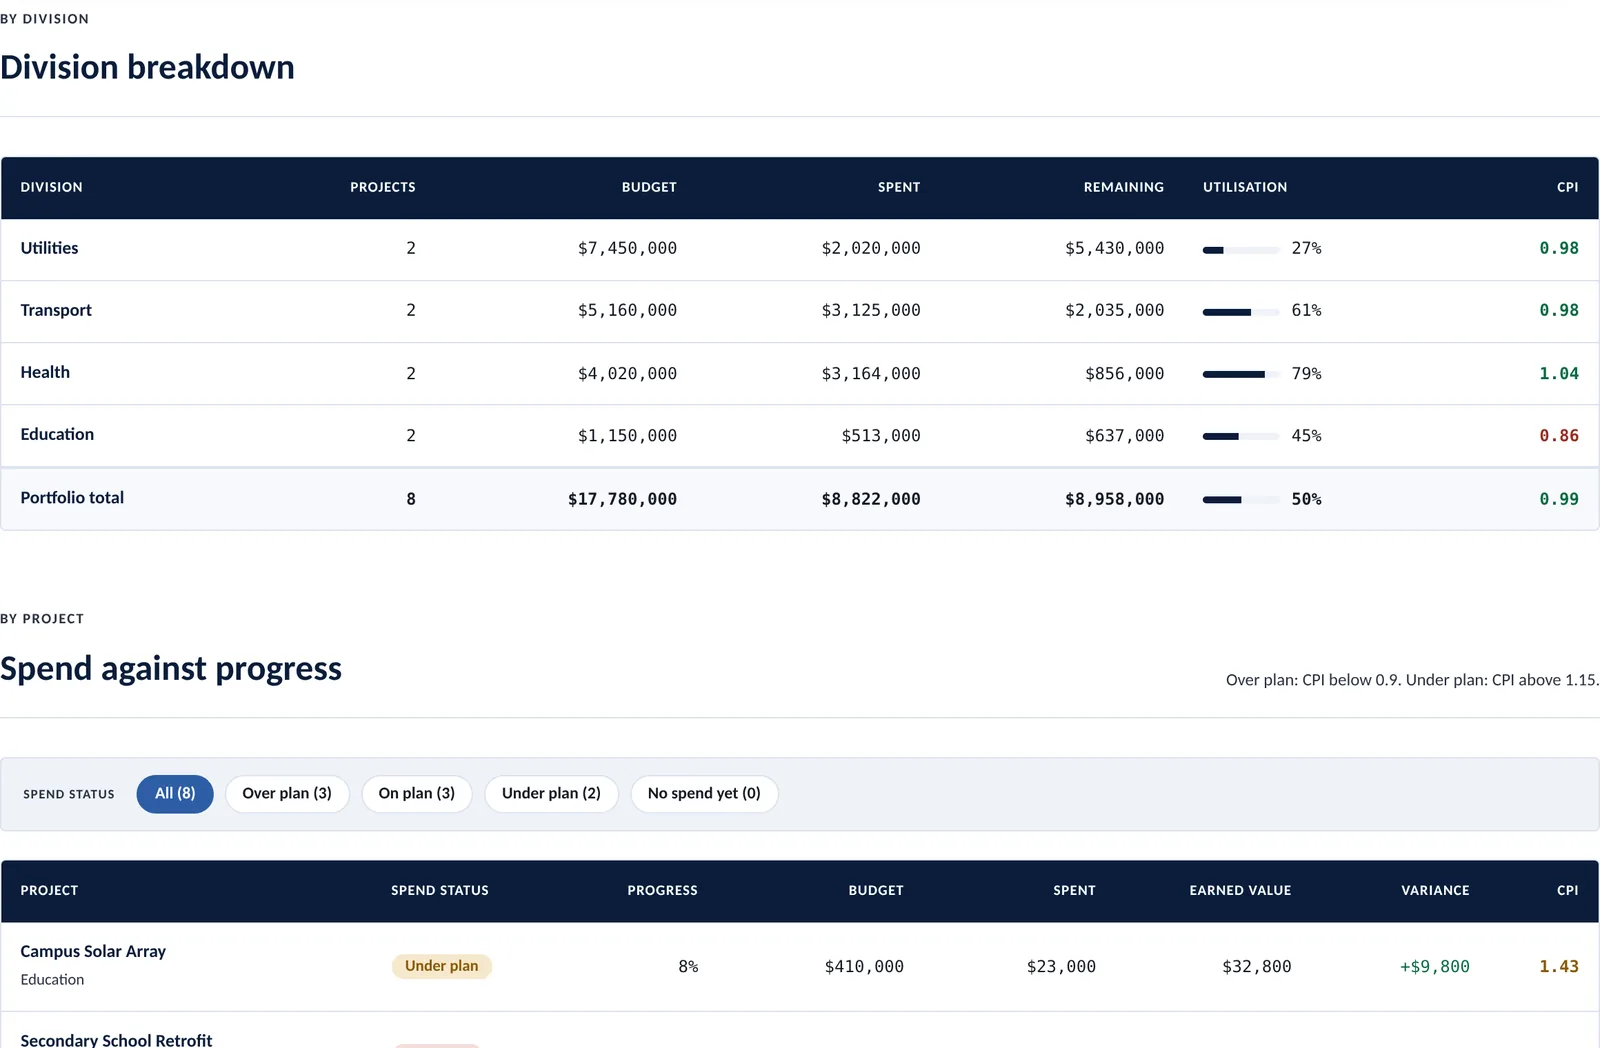 BY DIVISION
Division breakdown
DIVISION PROJECTS BUDGET SPENT REMAINING UTILISATION CPI
Utilities 2 $7,450,000 $2,020,000 $5,430,000 27% 0.98
Transport 2 $5,160,000 $3,125,000 $2,035,000 61% 0.98
Health 2 $4,020,000 $3,164,000 $856,000 79% 1.04
Education 2 $1,150,000 $513,000 $637,000 45% 0.86
Portfolio total 8 $17,780,000 $8,822,000 $8,958,000 50% 0.99
BY PROJECT
Spend against progress
Over plan: CPI below 0.9. Under plan: CPI above 1.15.
SPEND STATUS All (8) Over plan (3) On plan (3) Under plan (2) No spend yet (0)
PROJECT SPEND STATUS PROGRESS BUDGET SPENT EARNED VALUE VARIANCE CPI
Campus Solar Array
Education
Under plan 8% $410,000 $23,000 $32,800 +$9,800 1.43
Secondary School Retrofit